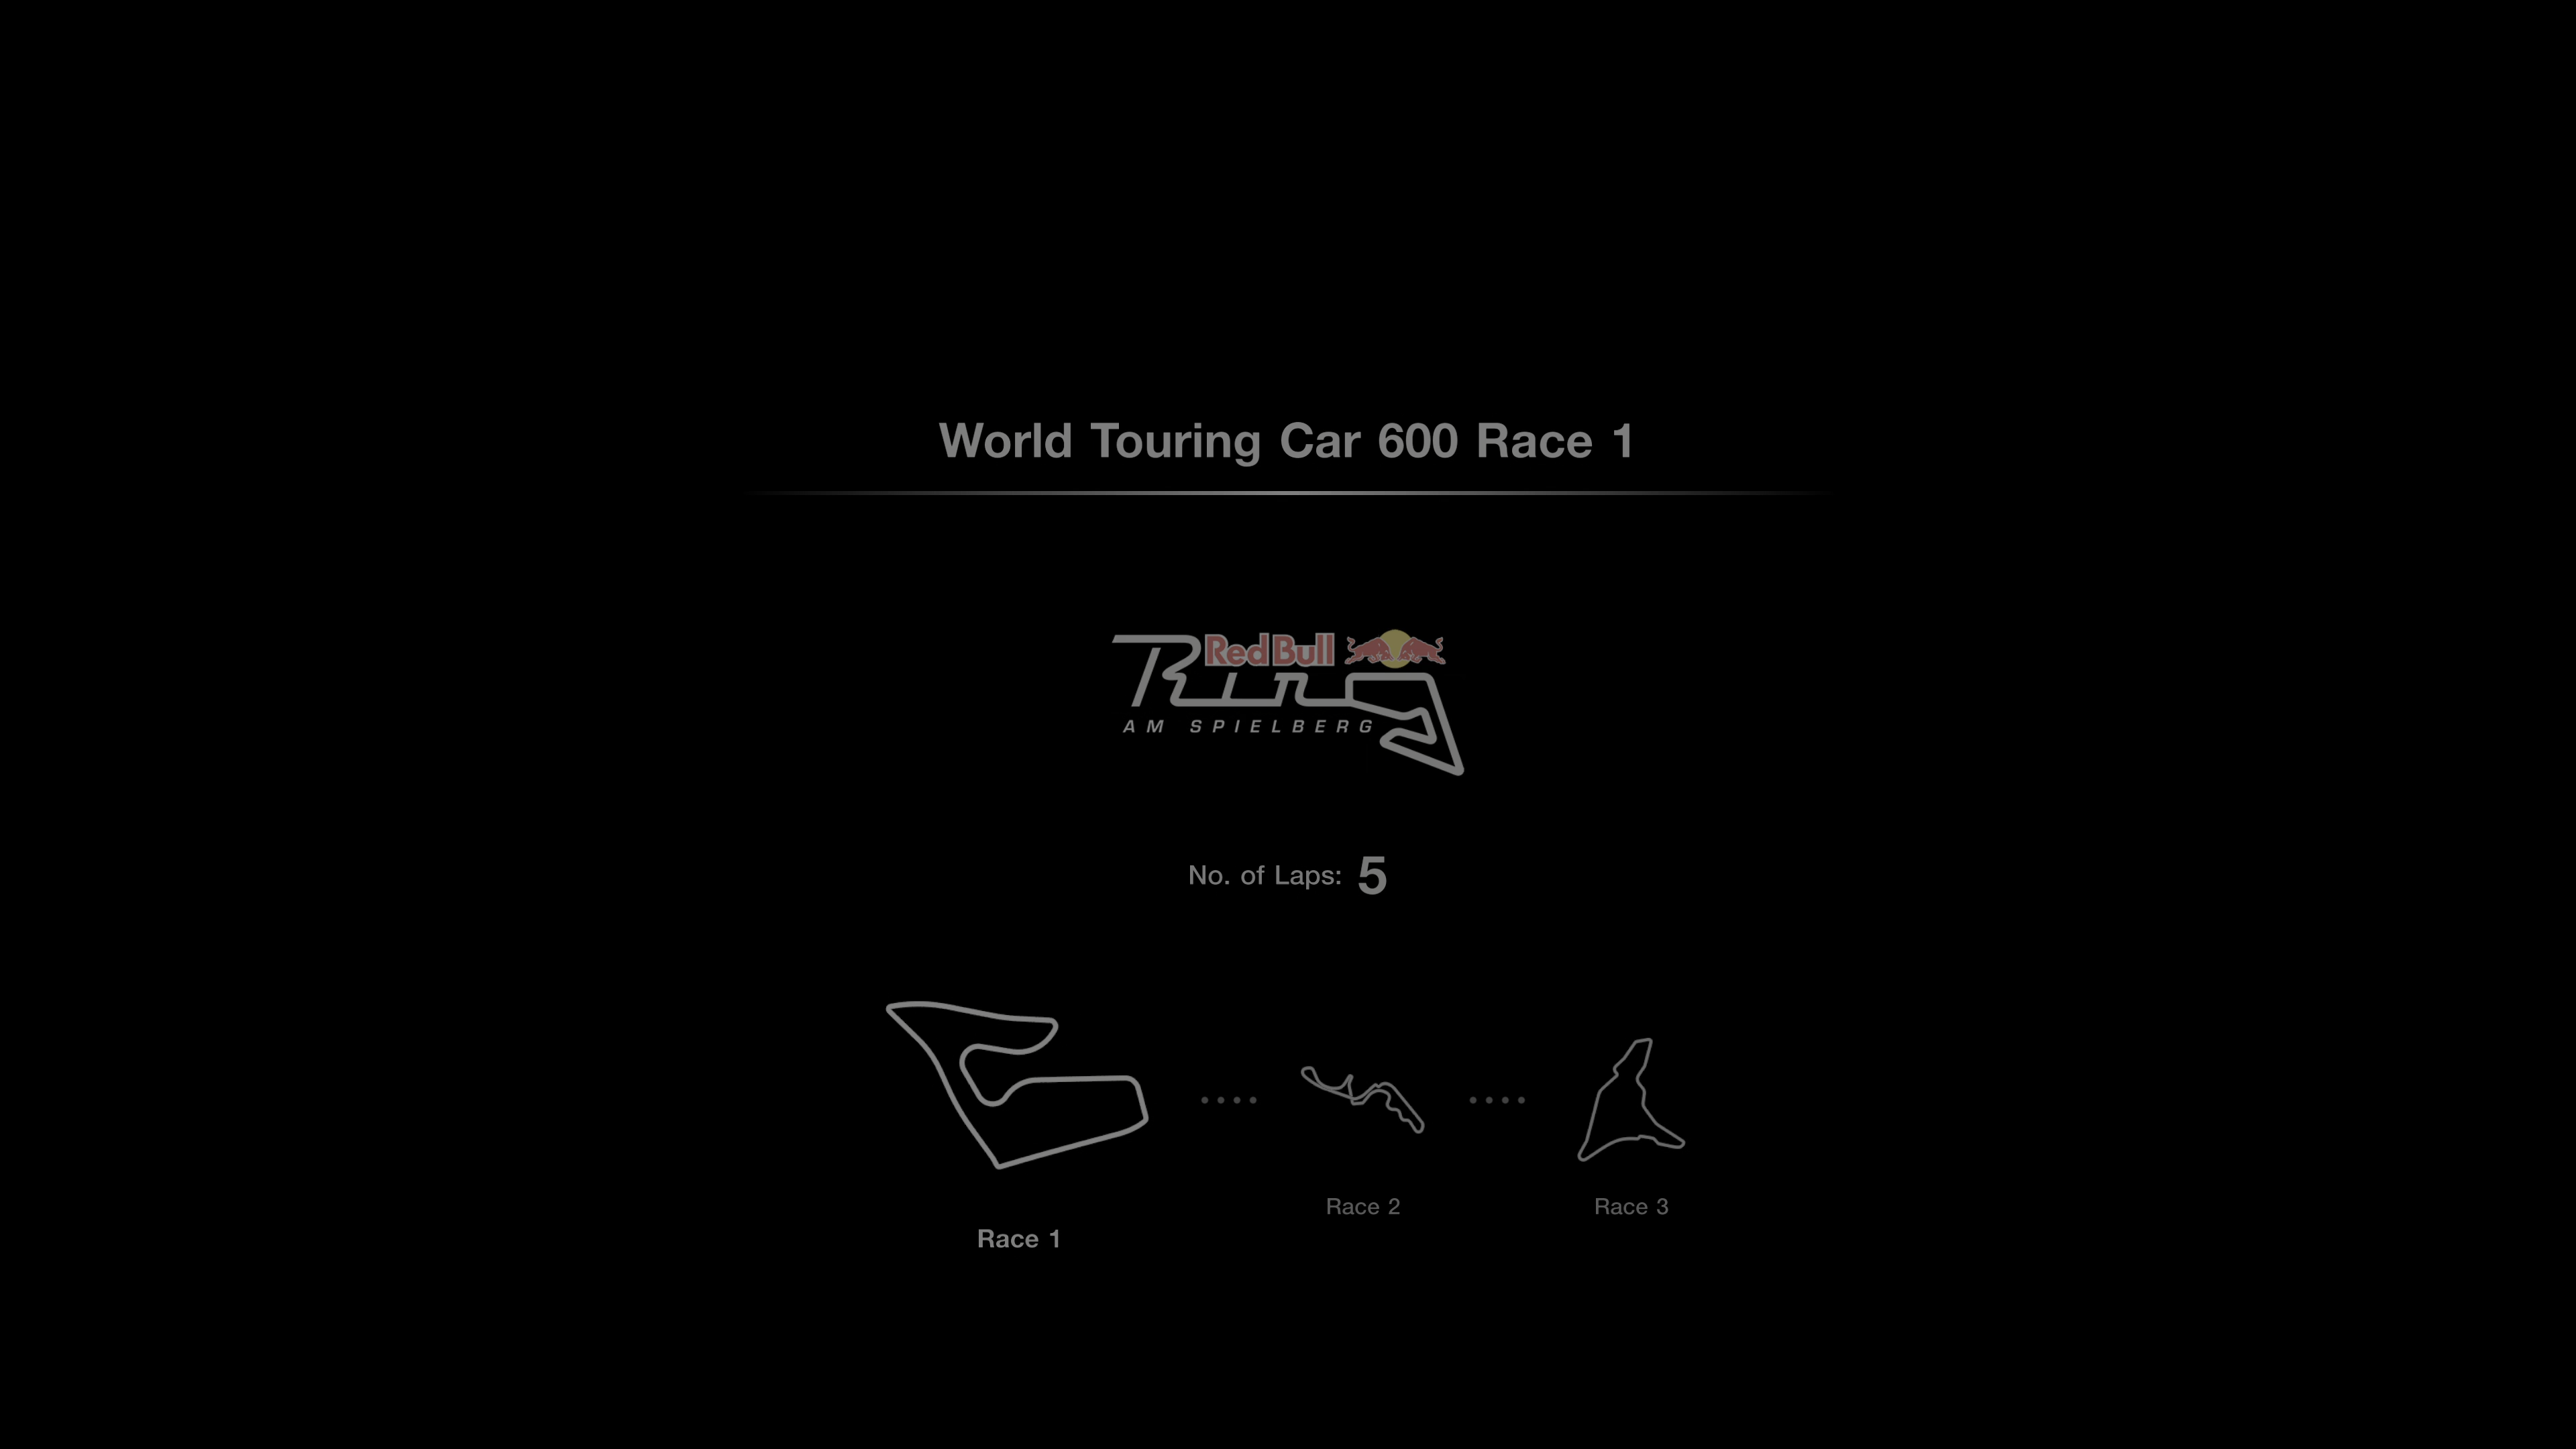 World Touring Car 600 Race 1
Red Bull
Ring
AM SPIELBERG
No. of Laps: 5
Race 1
Race 2
Race 3